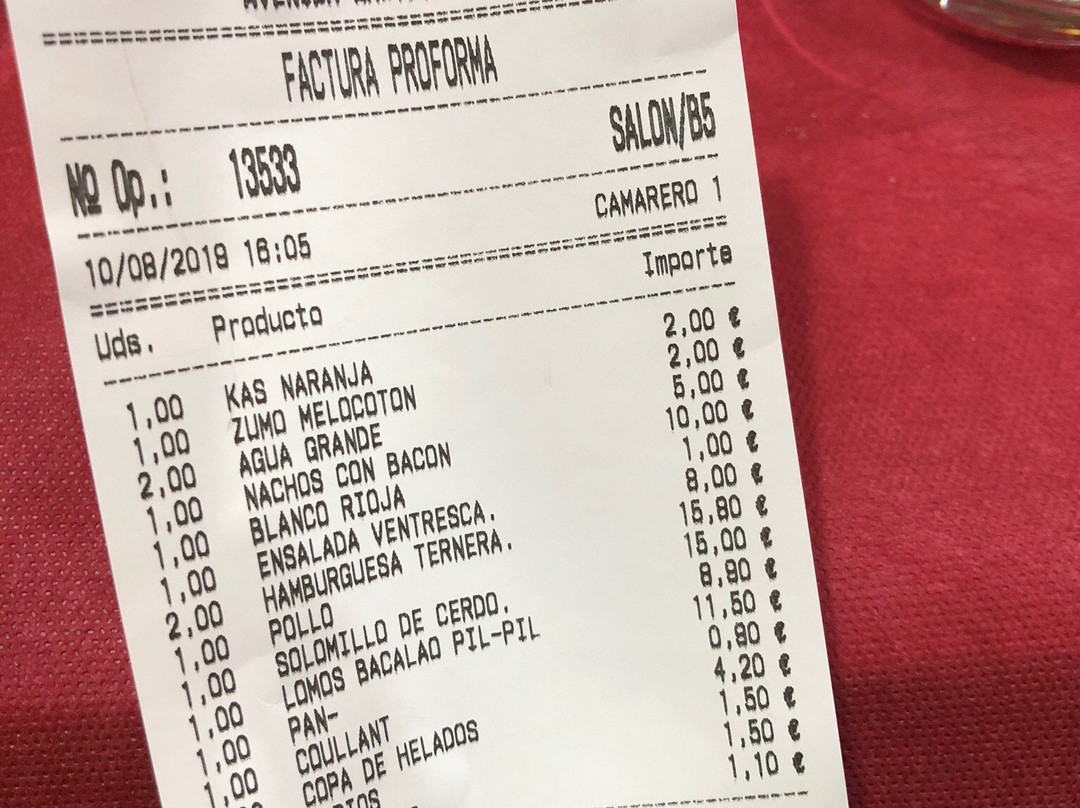 FACTURA PROFORMA
Nº Op.: 13533 SALON/B5
10/08/2019 16:05 CAMARERO 1
Uds. Producto Importe
1,00 KAS NARANJA 2,00 €
1,00 ZUMO MELOCOTON 2,00 €
2,00 AGUA GRANDE 5,00 €
1,00 NACHOS CON BACON 10,00 €
1,00 BLANCO RIOJA 1,00 €
1,00 ENSALADA VENTRESCA. 8,00 €
2,00 HAMBURGUESA TERNERA. 15,80 €
1,00 POLLO 15,00 €
1,00 SOLOMILLO DE CERDO. 8,80 €
1,00 LOMOS BACALAO PIL-PIL 11,50 €
1,00 PAN- 0,80 €
1,00 COULLANT 4,20 €
COPA DE HELADOS 1,50 €
1,50 €
1,10 €